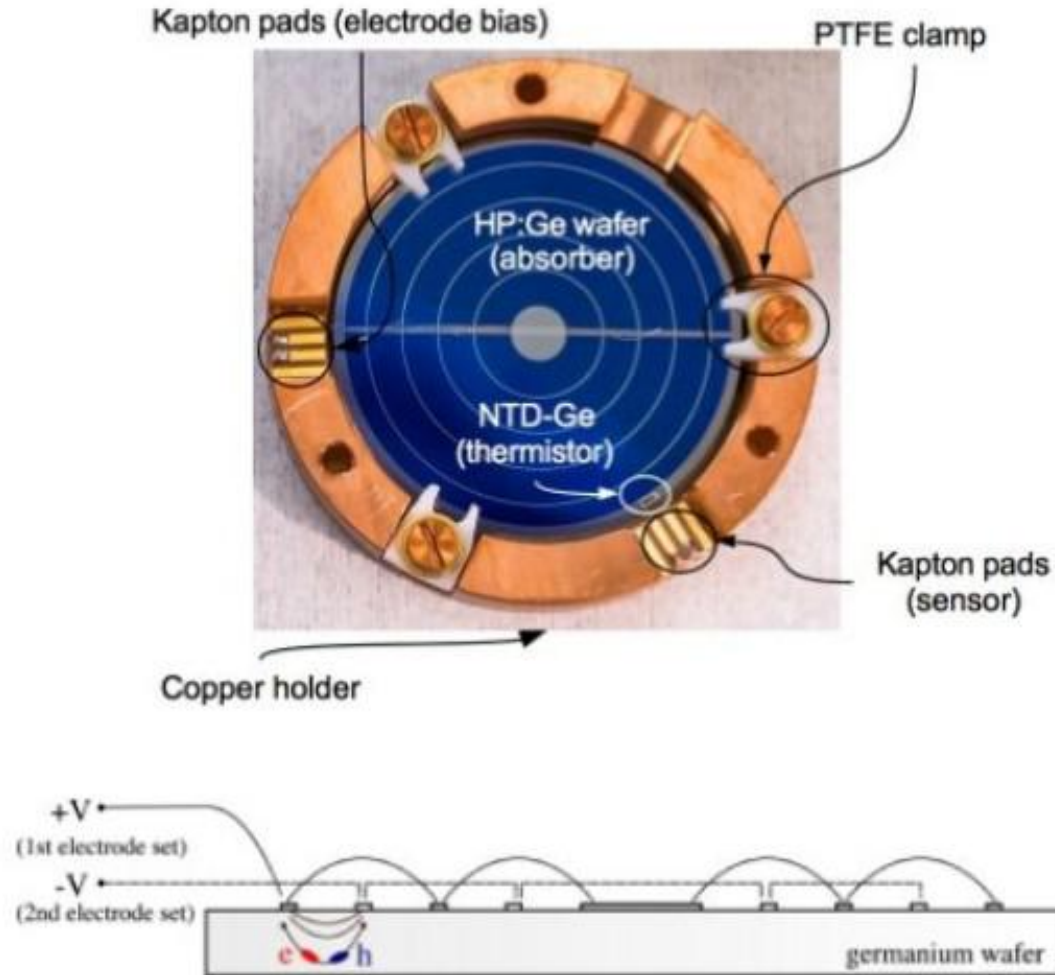 Kapton pads (electrode bias)
PTFE clamp
HP:Ge wafer
(absorber)
NTD-Ge
(thermistor)
Kapton pads
(sensor)
Copper holder
+V
(1st electrode set)
-V
(2nd electrode set)
e
h
germanium wafer